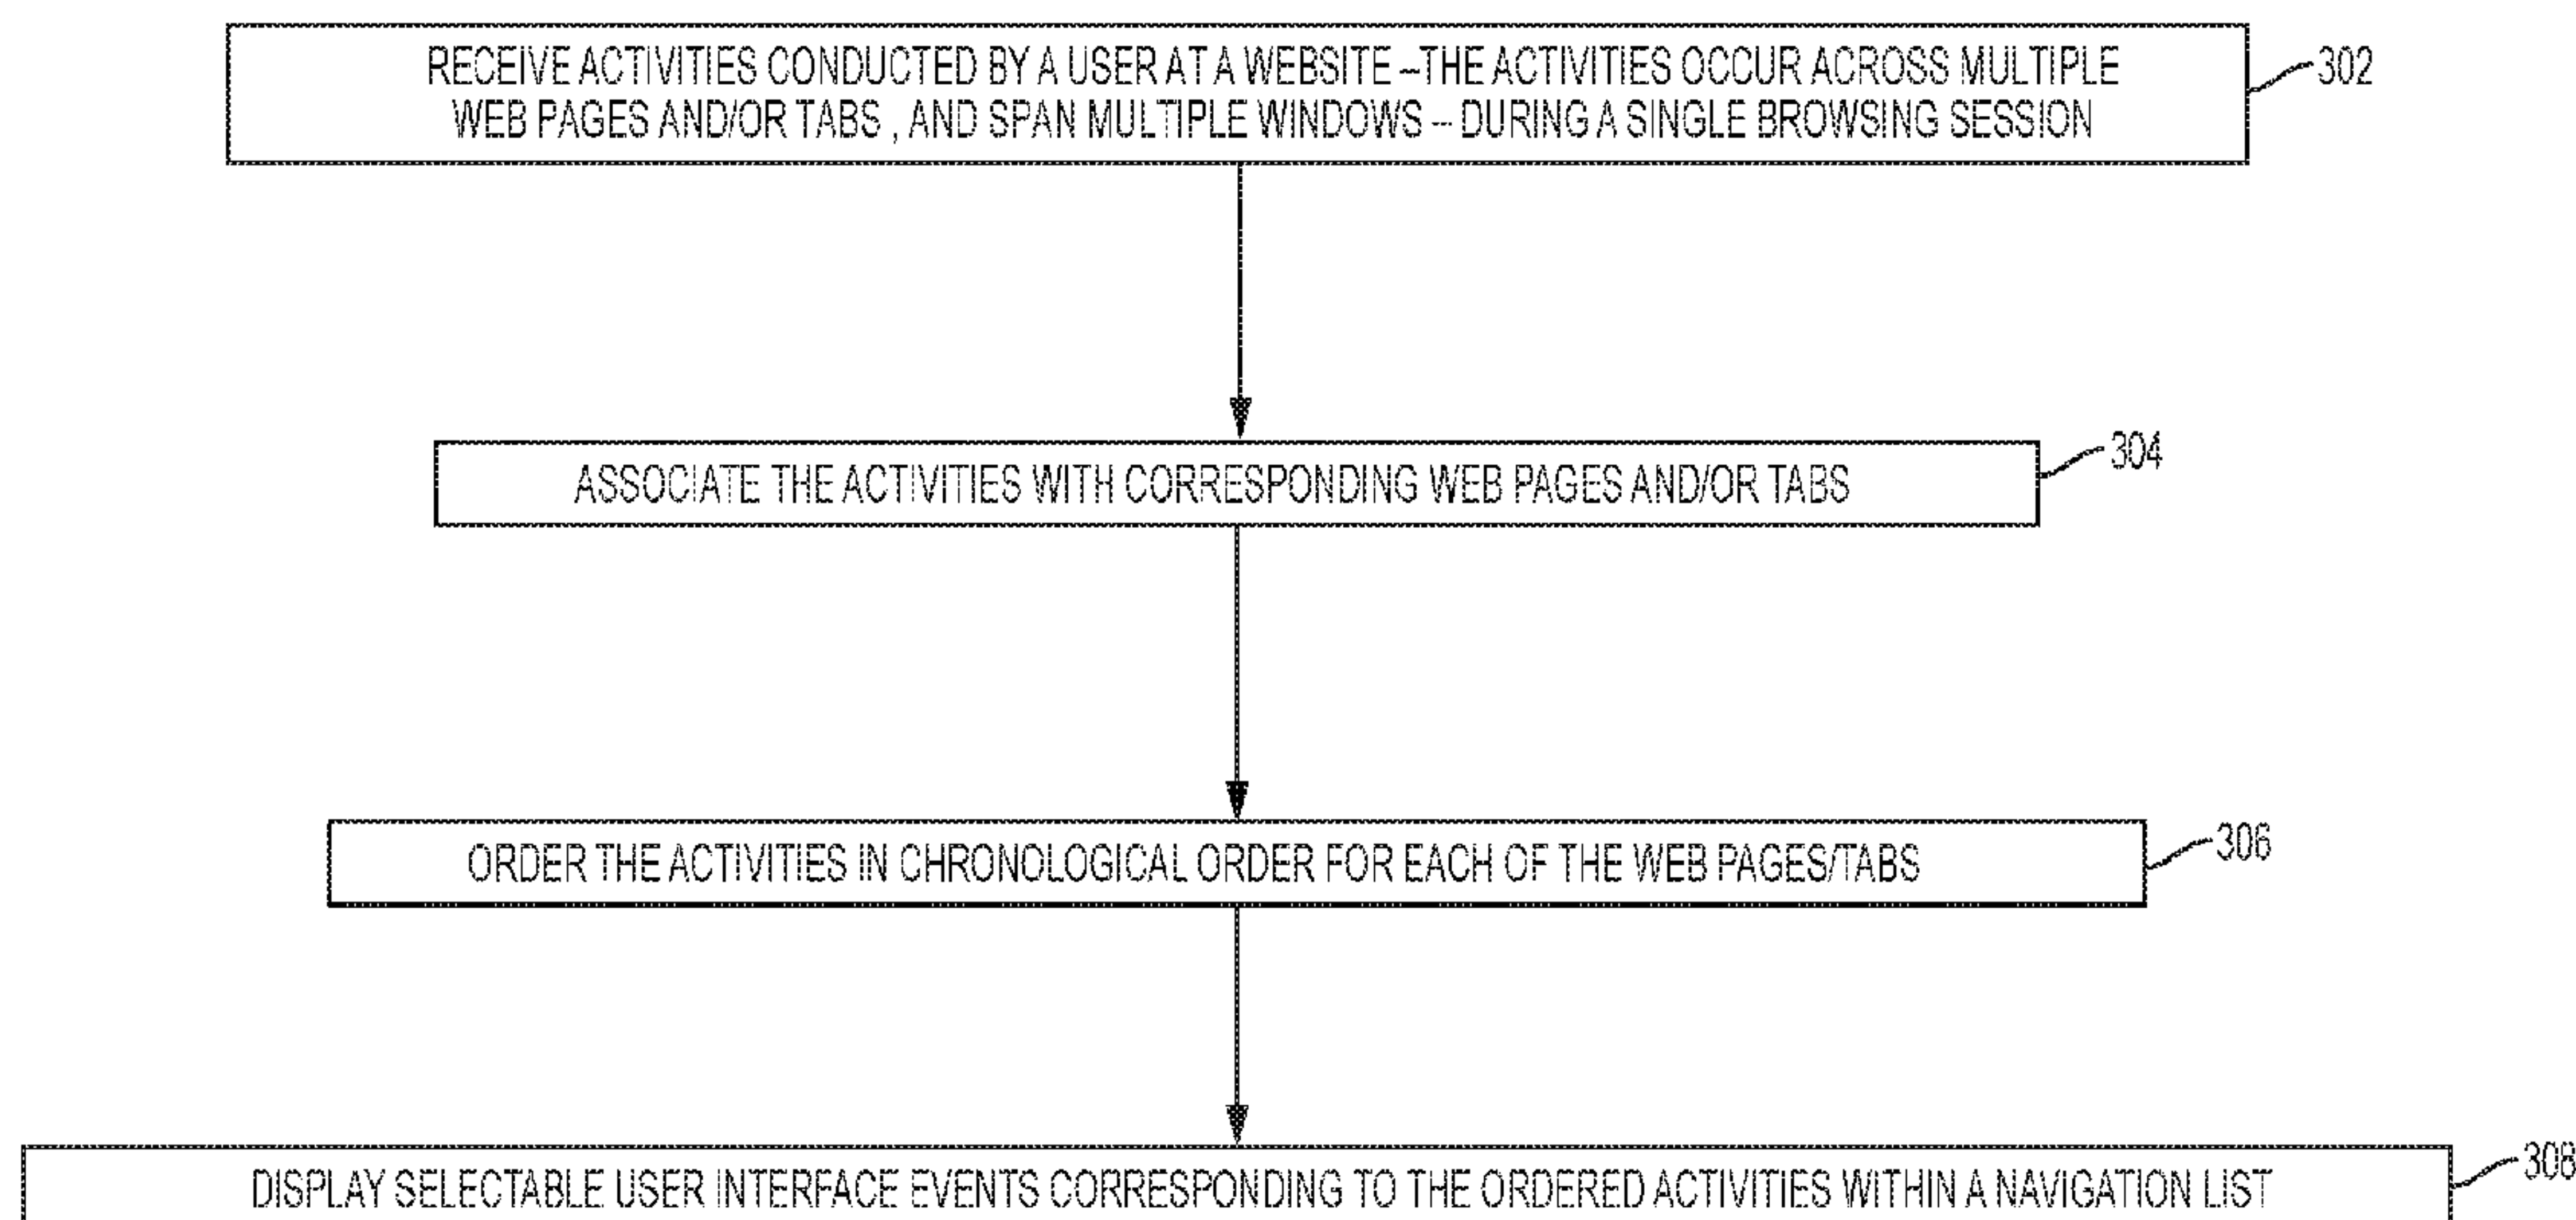 RECEIVE ACTIVITIES CONDUCTED BY A USER AT A WEBSITE --THE ACTIVITIES OCCUR ACROSS MULTIPLE
WEB PAGES AND/OR TABS , AND SPAN MULTIPLE WINDOWS -- DURING A SINGLE BROWSING SESSION
302
ASSOCIATE THE ACTIVITIES WITH CORRESPONDING WEB PAGES AND/OR TABS
304
ORDER THE ACTIVITIES IN CHRONOLOGICAL ORDER FOR EACH OF THE WEB PAGES/TABS
306
DISPLAY SELECTABLE USER INTERFACE EVENTS CORRESPONDING TO THE ORDERED ACTIVITIES WITHIN A NAVIGATION LIST
308